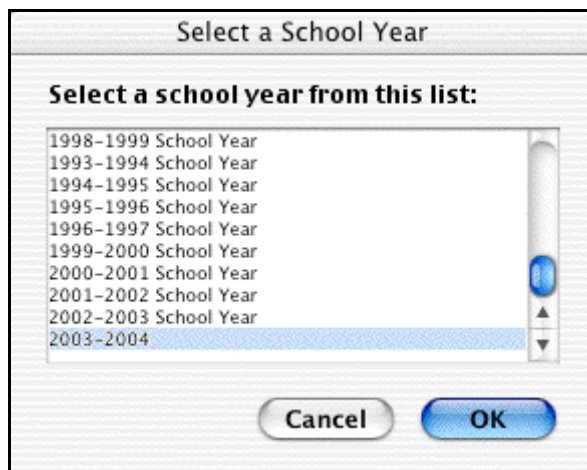 Select a School Year
Select a school year from this list:
1998-1999 School Year
1993-1994 School Year
1994-1995 School Year
1995-1996 School Year
1996-1997 School Year
1999-2000 School Year
2000-2001 School Year
2001-2002 School Year
2002-2003 School Year
2003-2004
Cancel OK